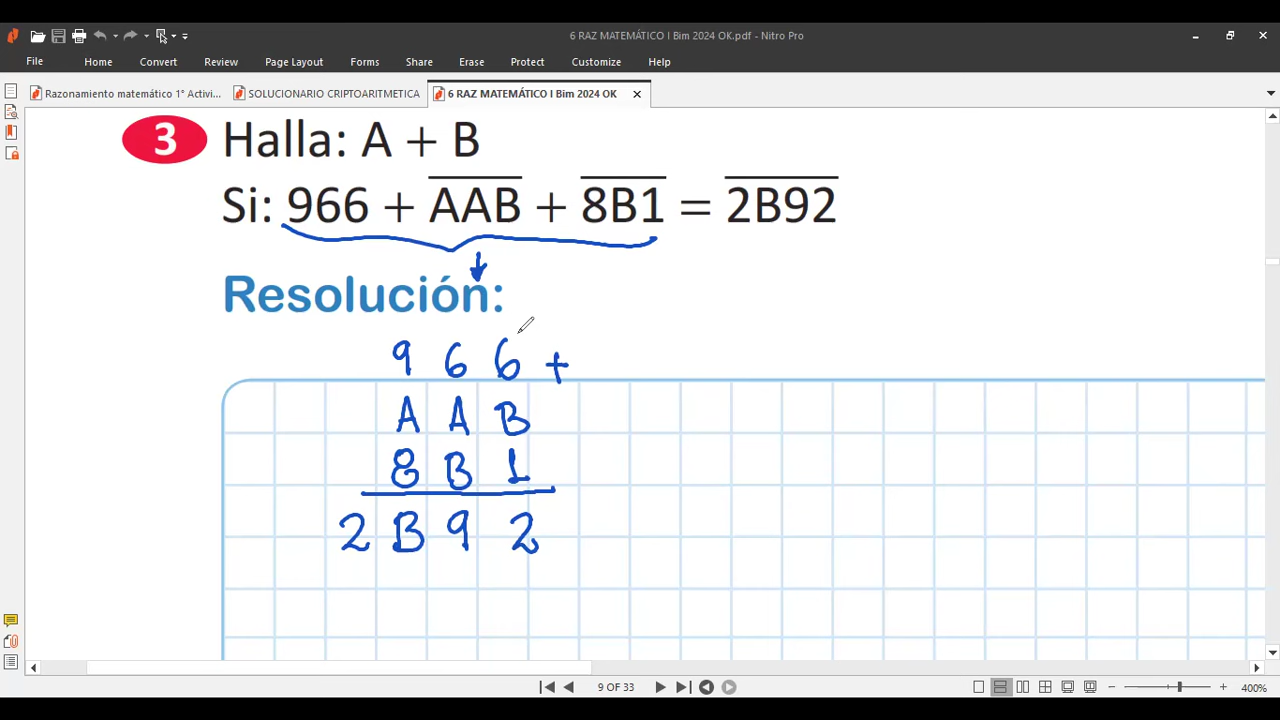 6 RAZ MATEMÁTICO I Bim 2024 OK.pdf - Nitro Pro
File Home Convert Review Page Layout Forms Share Erase Protect Customize Help
Razonamiento matemático 1° Activi... SOLUCIONARIO CRIPTOARITMETICA 6 RAZ MATEMÁTICO I Bim 2024 OK
3 Halla: A + B
Si: 966 + AAB + 8B1 = 2B92
Resolución:
9 6 6 +
A A B
8 B 1
2 B 9 2
9 OF 33 400%